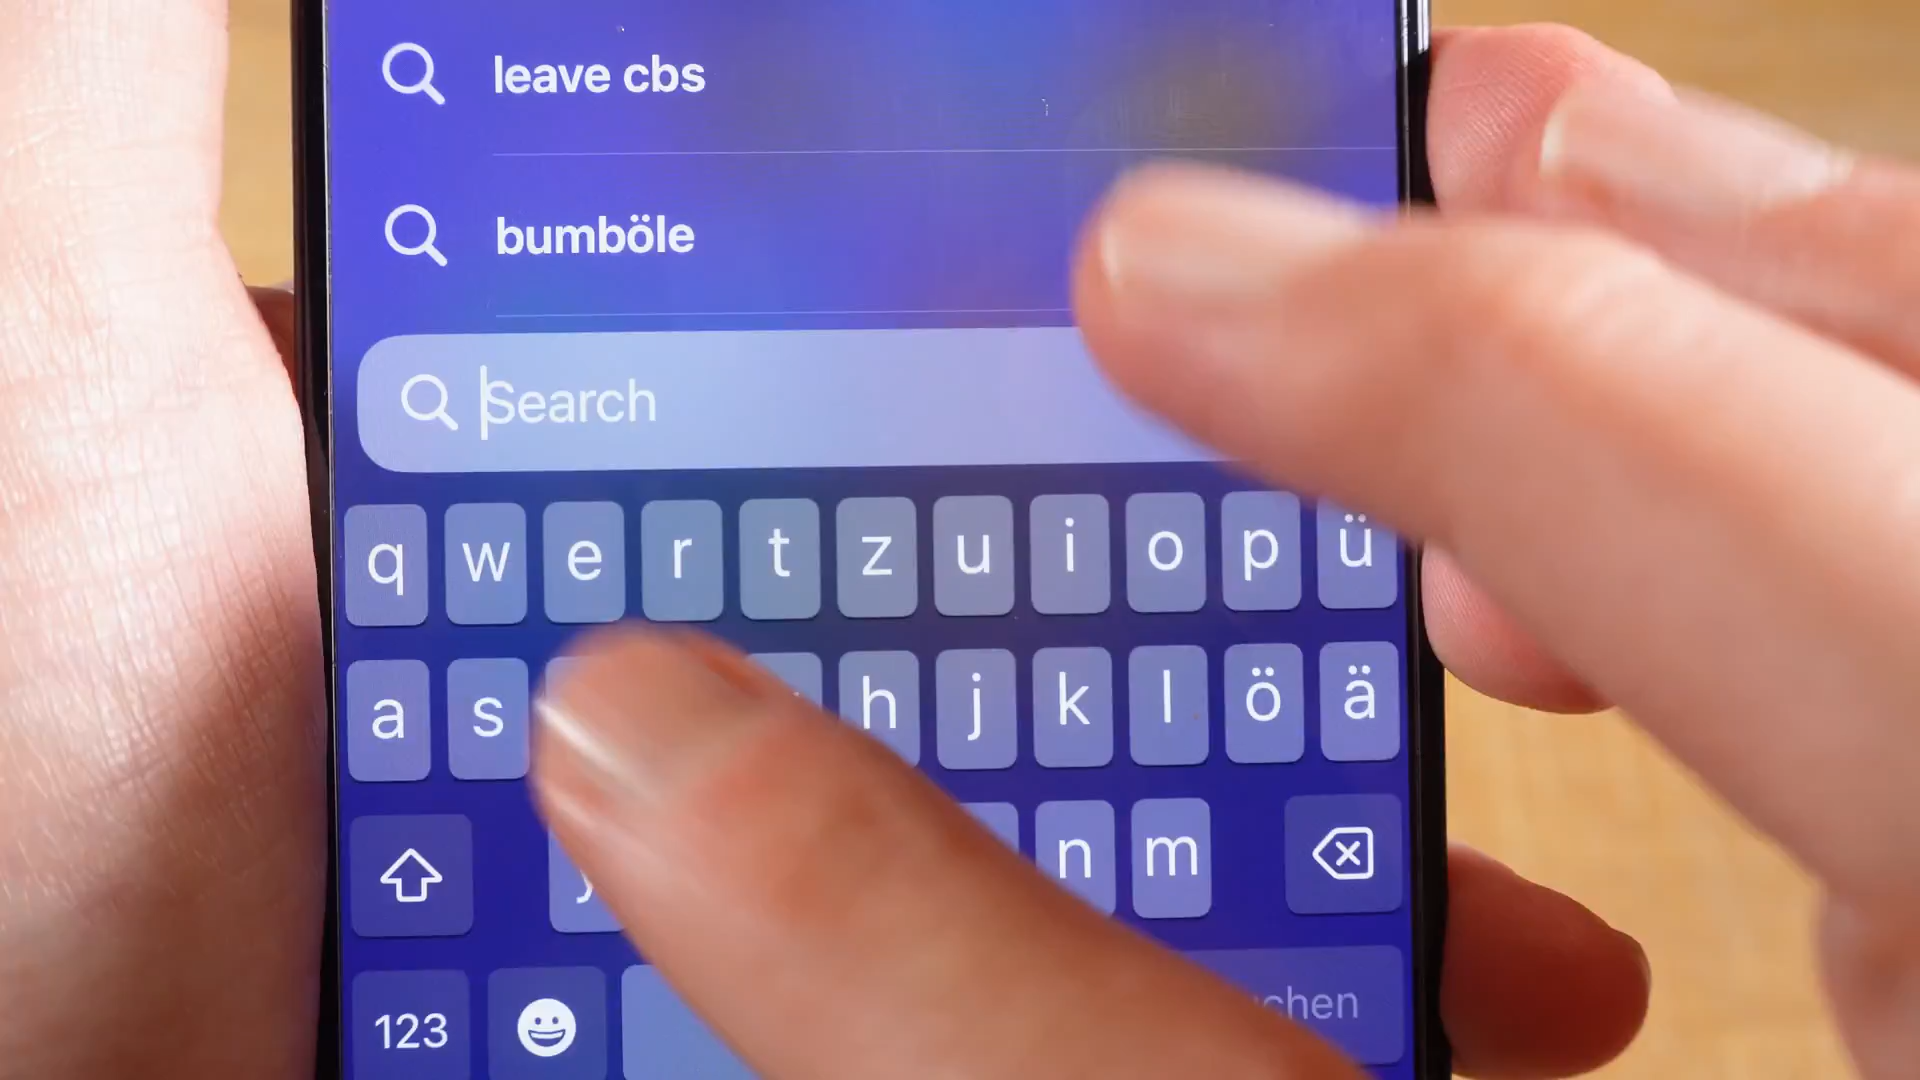 leave cbs
bumböle
Search
q w e r t z u i o p ü
a s h j k l ö ä
n m
123